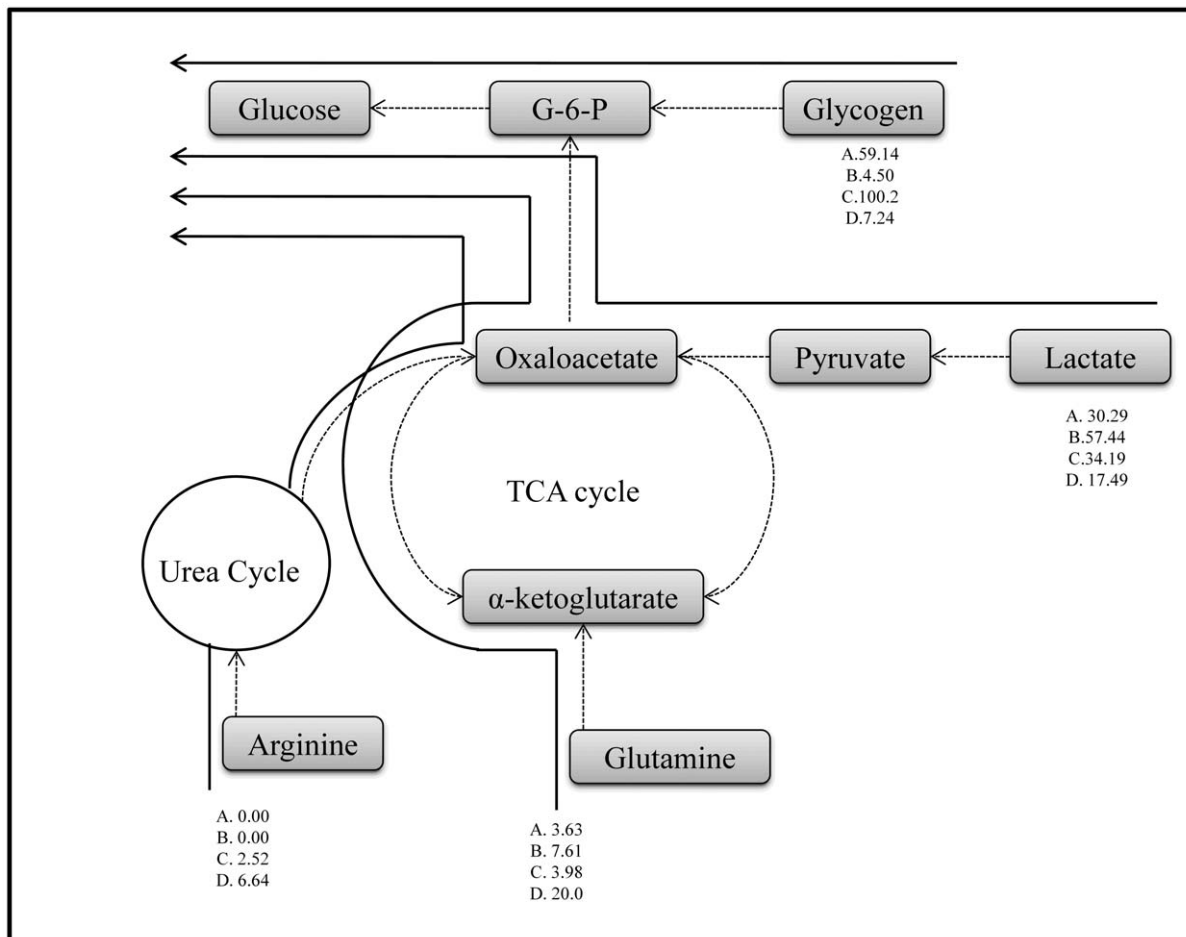 Glucose
G-6-P
Glycogen
A.59.14
B.4.50
C.100.2
D.7.24
Oxaloacetate
Pyruvate
Lactate
A. 30.29
B.57.44
C.34.19
D. 17.49
TCA cycle
Urea Cycle
α-ketoglutarate
Arginine
Glutamine
A. 0.00
B. 0.00
C. 2.52
D. 6.64
A. 3.63
B. 7.61
C. 3.98
D. 20.0